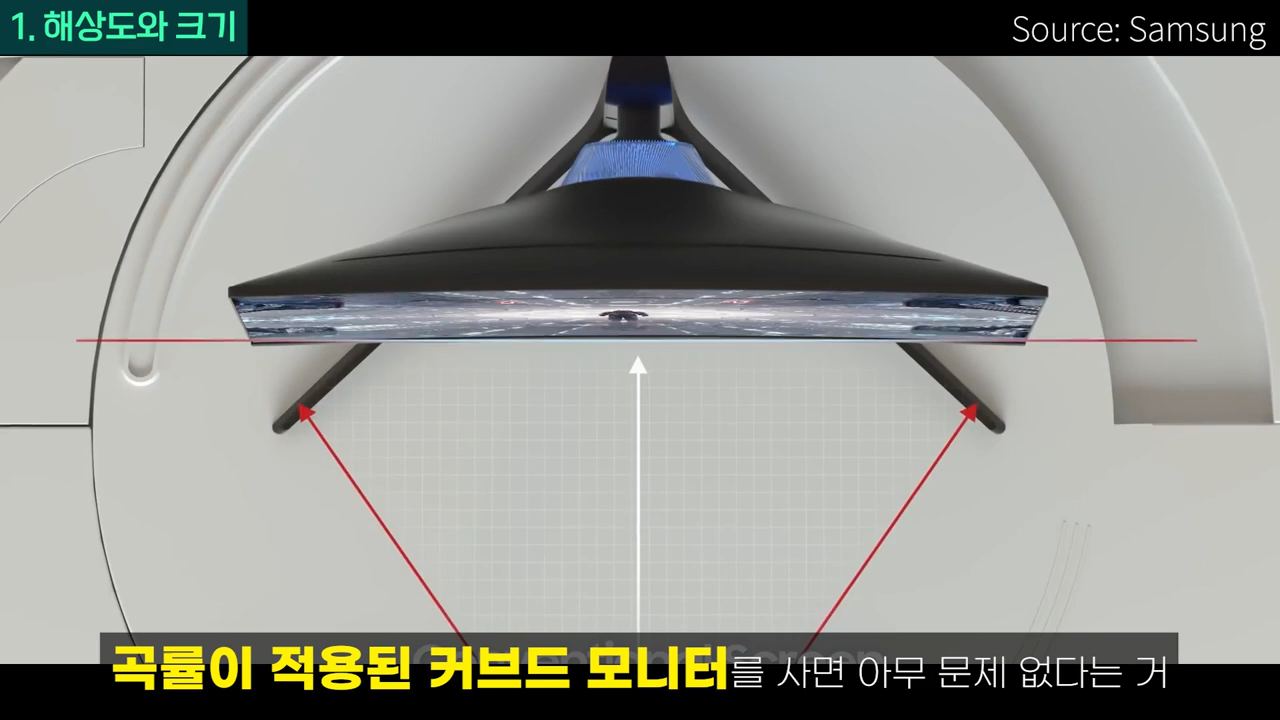 1. 해상도와 크기
Source: Samsung
곡률이 적용된 커브드 모니터를 사면 아무 문제 없다는 거